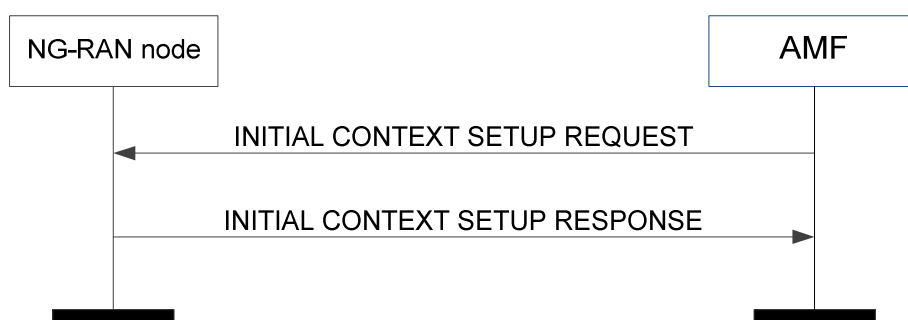 NG-RAN node
AMF
INITIAL CONTEXT SETUP REQUEST
INITIAL CONTEXT SETUP RESPONSE